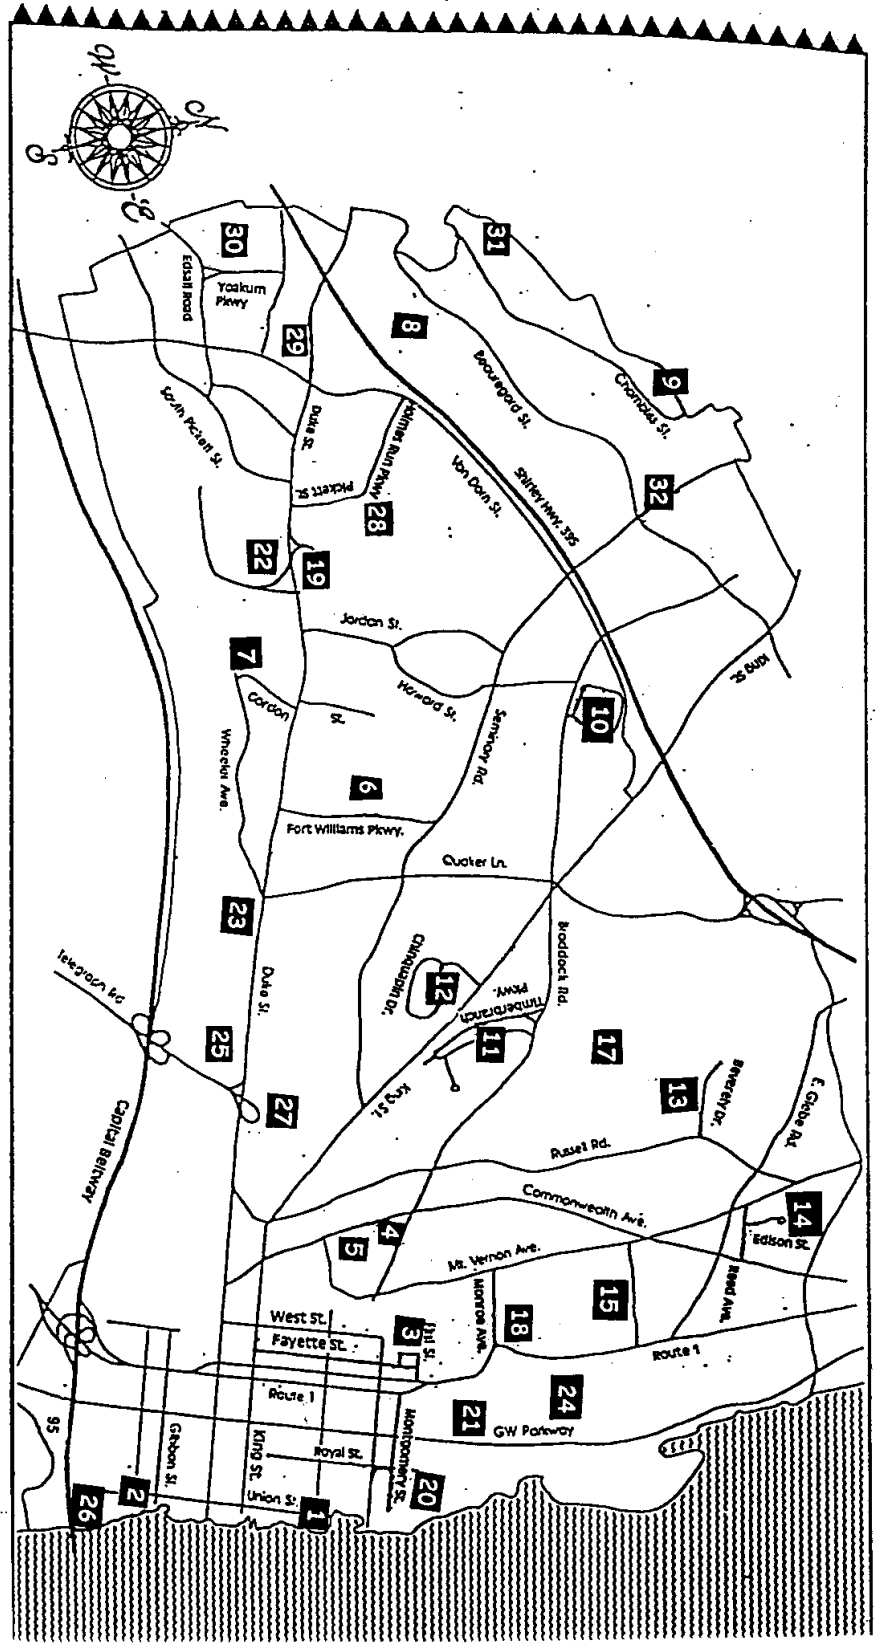 N
W
S
E
30
31
Edsall Road
Yoakum
Pkwy
29
8
9
Beauregard St.
Chambliss St.
South Pickett St.
Duke St.
Holmes Run Pkwy
Pickett St.
Van Dorn St.
Shirley Hwy. 395
32
28
22
19
Jordan St.
King St.
7
Gordon
St.
Howard St.
Seminary Rd.
10
Wheeler Ave.
6
Fort Williams Pkwy.
Quaker Ln.
23
Duke St.
Telegraph Rd
Chinquapin Dr.
12
Braddock Rd.
Timberbranch
Pkwy.
25
11
17
27
King St.
13
Beverly Dr.
E. Glebe Rd.
Capital Beltway
Russell Rd.
Commonwealth Ave.
4
5
Mt. Vernon Ave.
14
Edison St.
Reed Ave.
West St.
Fayette St.
3
First St.
Monroe Ave.
18
15
Route 1
Route 1
24
21
GW Parkway
95
Gibbon St.
King St.
Royal St.
Montgomery St.
20
Union St.
26
2
1